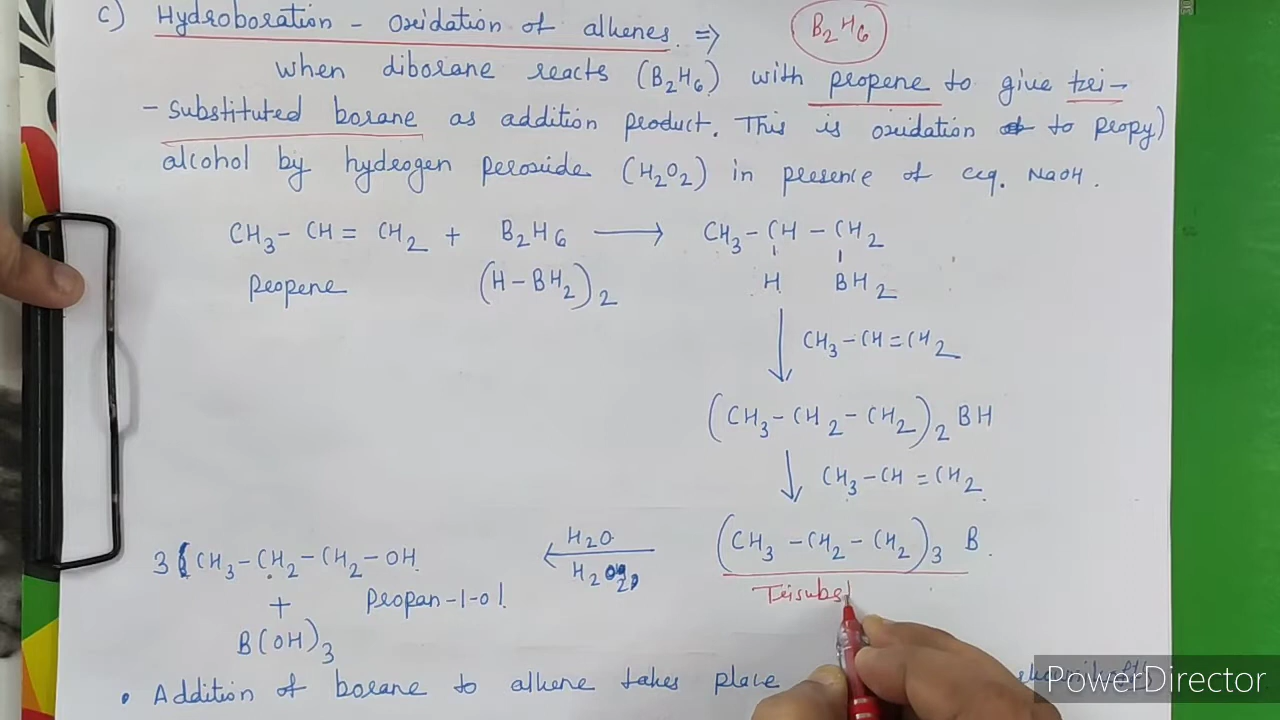 c) Hydroboration - oxidation of alkenes. ⇒ B2H6
when diborane reacts (B2H6) with propene to give tri-
- substituted borane as addition product. This is oxidation to propyl
alcohol by hydrogen peroxide (H2O2) in presence of aq. NaOH.
CH3 - CH = CH2 + B2H6 ⟶ CH3 - CH - CH2
propene (H - BH2)2 H BH2
↓ CH3 - CH = CH2
(CH3 - CH2 - CH2)2 BH
↓ CH3 - CH = CH2
(CH3 - CH2 - CH2)3 B.
H2O
⟵
3 CH3 - CH2 - CH2 - OH
H2O2,
Trisubs
+ propan-1-ol.
B(OH)3
• Addition of borane to alkene takes place
PowerDirector